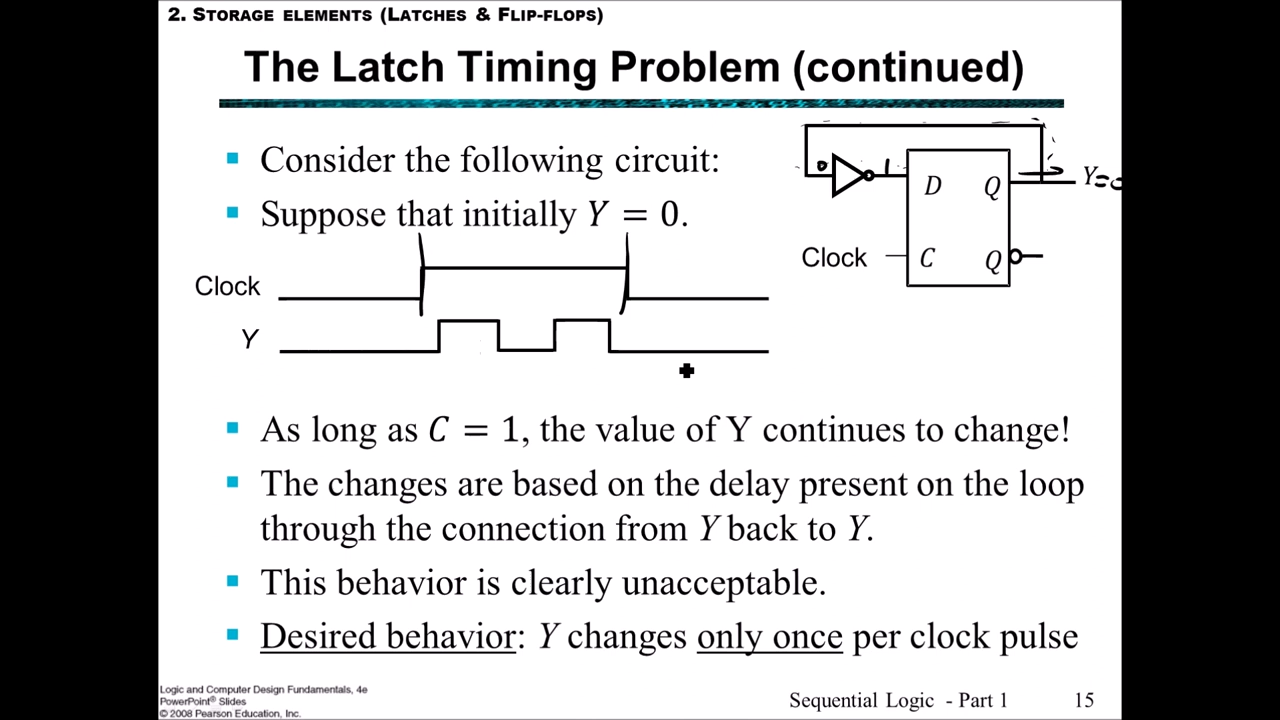 2. STORAGE ELEMENTS (LATCHES & FLIP-FLOPS)
The Latch Timing Problem (continued)
▪ Consider the following circuit:
▪ Suppose that initially Y = 0.
0
1
D Q
Y=0
Clock C Q
Clock
Y
▪ As long as C = 1, the value of Y continues to change!
▪ The changes are based on the delay present on the loop
through the connection from Y back to Y.
▪ This behavior is clearly unacceptable.
▪ Desired behavior: Y changes only once per clock pulse
Logic and Computer Design Fundamentals, 4e
PowerPoint® Slides
© 2008 Pearson Education, Inc.
Sequential Logic - Part 1 15